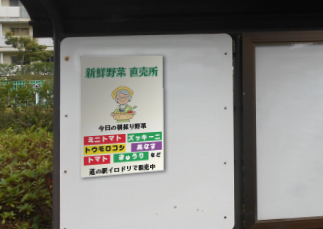 新鮮野菜 直売所
今日の朝採り野菜
ミニトマト ズッキーニ
トウモロコシ 長なす
トマト きゅうり など
道の駅イロドリで販売中